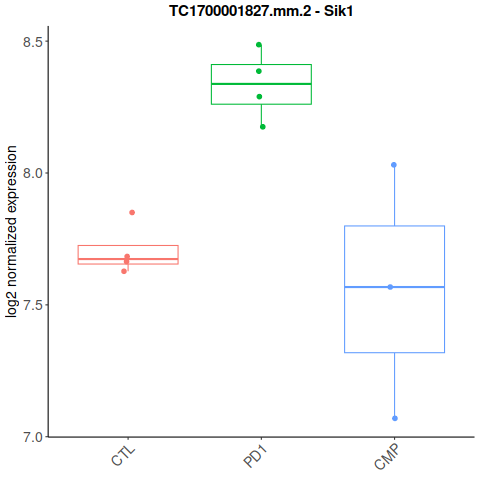 TC1700001827.mm.2 - Sik1
log2 normalized expression
8.5
8.0
7.5
7.0
CTL
PD1
CMP